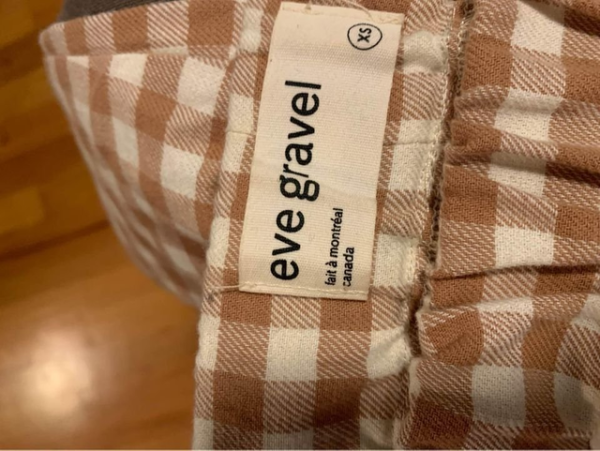 eve gravel
fait à montréal
canada
XS